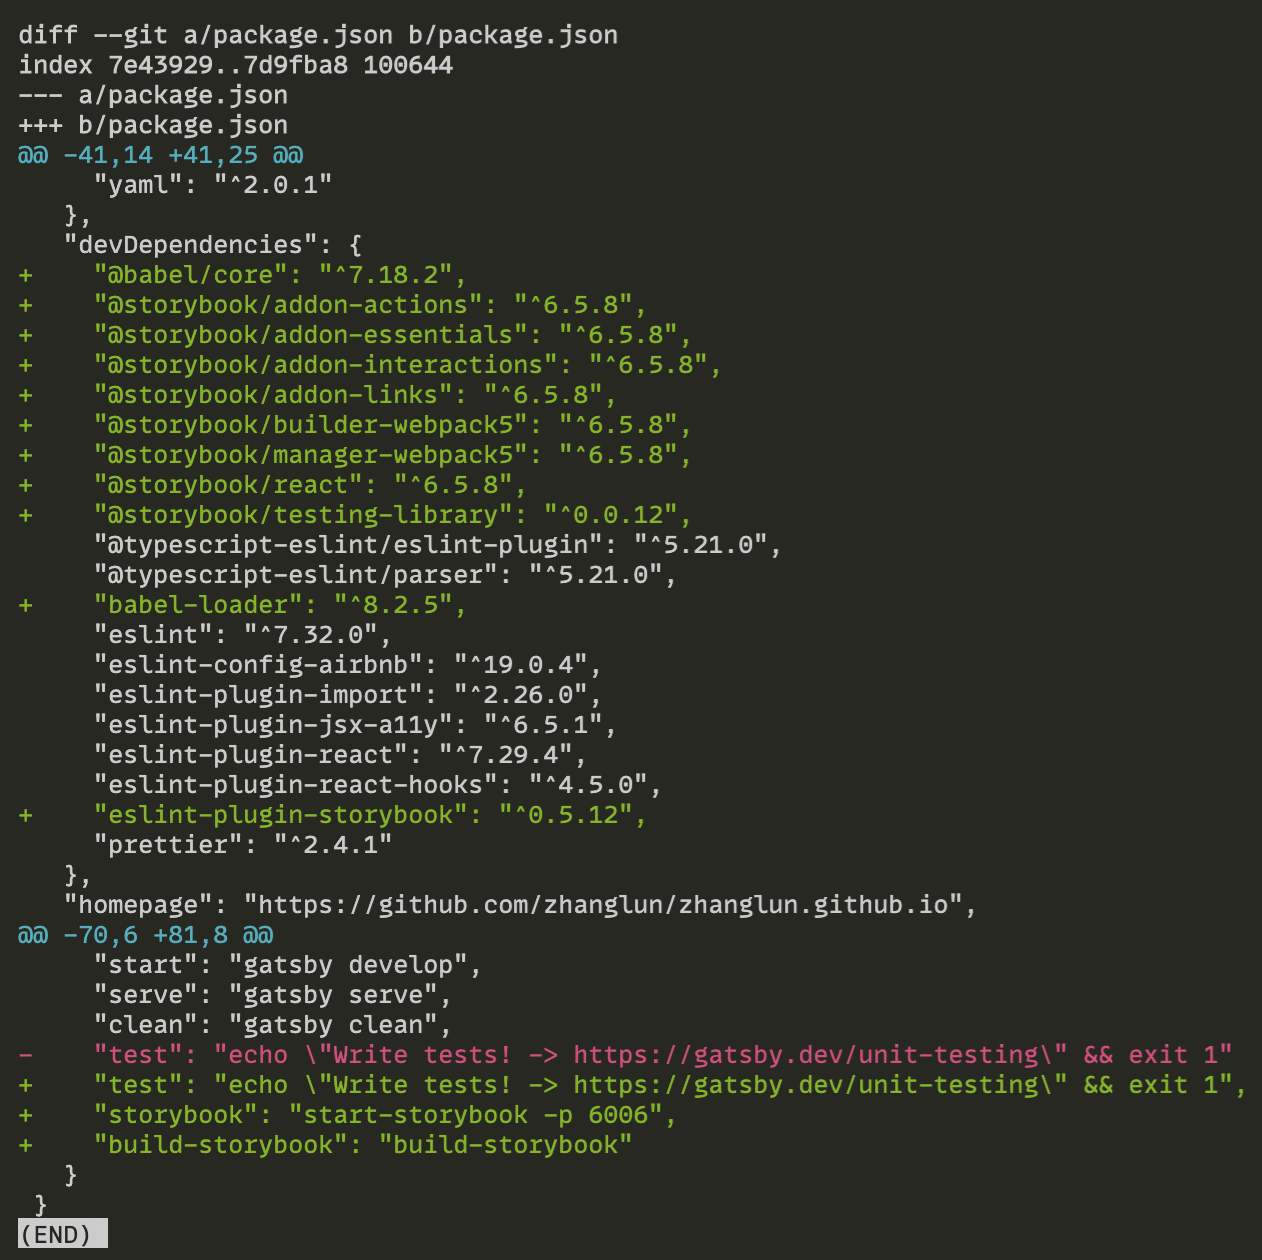 diff --git a/package.json b/package.json
index 7e43929..7d9fba8 100644
--- a/package.json
+++ b/package.json
@@ -41,14 +41,25 @@
     "yaml": "^2.0.1"
   },
   "devDependencies": {
+    "@babel/core": "^7.18.2",
+    "@storybook/addon-actions": "^6.5.8",
+    "@storybook/addon-essentials": "^6.5.8",
+    "@storybook/addon-interactions": "^6.5.8",
+    "@storybook/addon-links": "^6.5.8",
+    "@storybook/builder-webpack5": "^6.5.8",
+    "@storybook/manager-webpack5": "^6.5.8",
+    "@storybook/react": "^6.5.8",
+    "@storybook/testing-library": "^0.0.12",
     "@typescript-eslint/eslint-plugin": "^5.21.0",
     "@typescript-eslint/parser": "^5.21.0",
+    "babel-loader": "^8.2.5",
     "eslint": "^7.32.0",
     "eslint-config-airbnb": "^19.0.4",
     "eslint-plugin-import": "^2.26.0",
     "eslint-plugin-jsx-a11y": "^6.5.1",
     "eslint-plugin-react": "^7.29.4",
     "eslint-plugin-react-hooks": "^4.5.0",
+    "eslint-plugin-storybook": "^0.5.12",
     "prettier": "^2.4.1"
   },
   "homepage": "https://github.com/zhanglun/zhanglun.github.io",
@@ -70,6 +81,8 @@
     "start": "gatsby develop",
     "serve": "gatsby serve",
     "clean": "gatsby clean",
-    "test": "echo \"Write tests! -> https://gatsby.dev/unit-testing\" && exit 1"
+    "test": "echo \"Write tests! -> https://gatsby.dev/unit-testing\" && exit 1",
+    "storybook": "start-storybook -p 6006",
+    "build-storybook": "build-storybook"
   }
 }
(END)